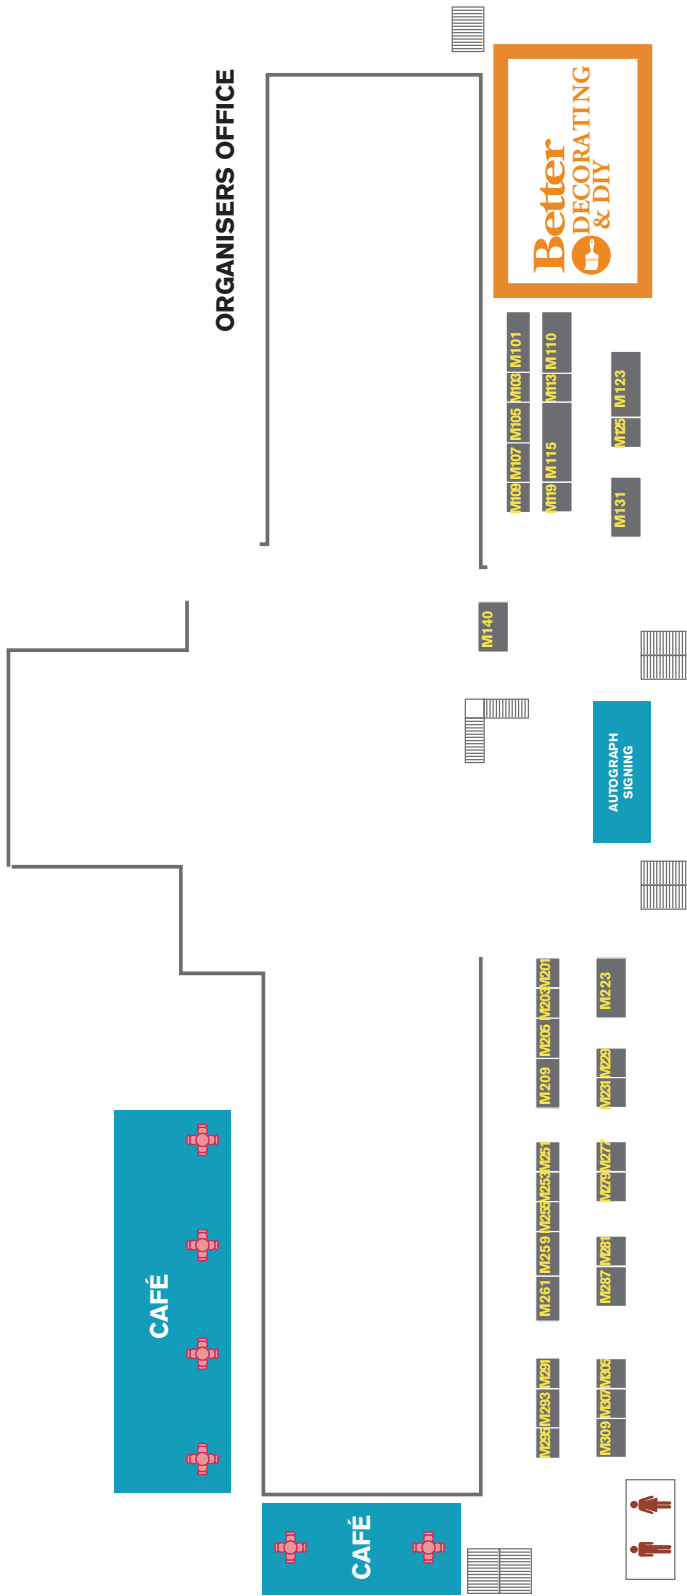 ORGANISERS OFFICE
Better
DECORATING
& DIY
M101
M103
M105
M107
M109
M110
M113
M115
M119
M123
M125
M131
M140
AUTOGRAPH
SIGNING
M201
M203
M205
M209
M223
M229
M231
M251
M253
M255
M259
M261
M277
M279
M281
M287
M291
M293
M295
M305
M307
M309
CAFÉ
CAFÉ